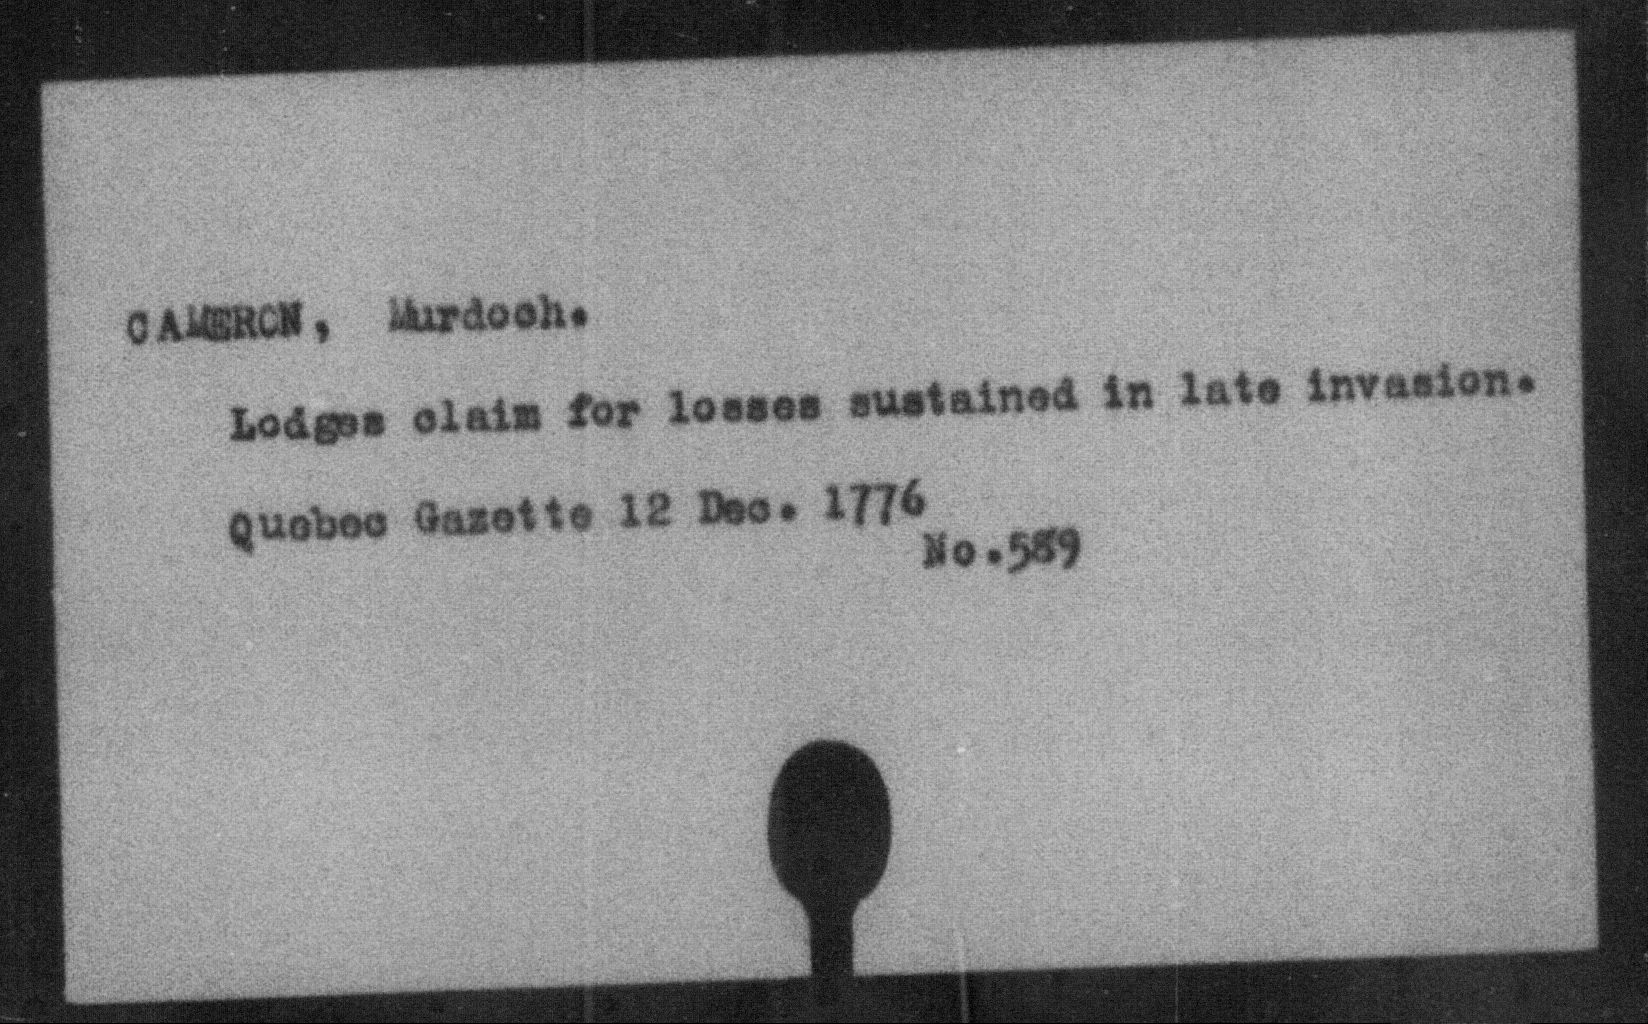 CAMERON, Murdoch.
Lodges claim for losses sustained in late invasion.
Quebec Gazette 12 Dec. 1776
No.589